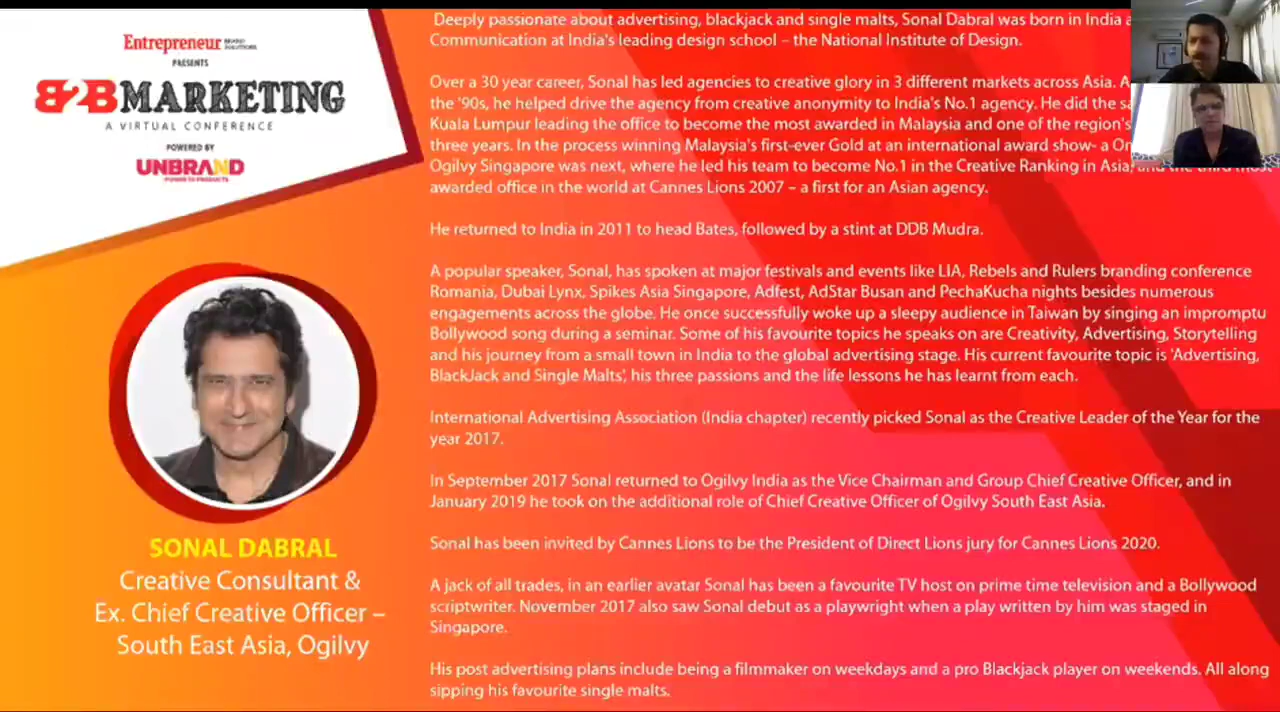 Entrepreneur
PRESENTS
B2B MARKETING
A VIRTUAL CONFERENCE
POWERED BY
UNBRAND
SONAL DABRAL
Creative Consultant &
Ex. Chief Creative Officer –
South East Asia, Ogilvy
Deeply passionate about advertising, blackjack and single malts, Sonal Dabral was born in India
Communication at India's leading design school – the National Institute of Design.
Over a 30 year career, Sonal has led agencies to creative glory in 3 different markets across Asia.
the '90s, he helped drive the agency from creative anonymity to India's No.1 agency. He did the
Kuala Lumpur leading the office to become the most awarded in Malaysia and one of the region's
three years. In the process winning Malaysia's first-ever Gold at an international award show- a
Ogilvy Singapore was next, where he led his team to become No.1 in the Creative Ranking in Asia, and the third most
awarded office in the world at Cannes Lions 2007 – a first for an Asian agency.
He returned to India in 2011 to head Bates, followed by a stint at DDB Mudra.
A popular speaker, Sonal, has spoken at major festivals and events like LIA, Rebels and Rulers branding conference
Romania, Dubai Lynx, Spikes Asia Singapore, Adfest, AdStar Busan and PechaKucha nights besides numerous
engagements across the globe. He once successfully woke up a sleepy audience in Taiwan by singing an impromptu
Bollywood song during a seminar. Some of his favourite topics he speaks on are Creativity, Advertising, Storytelling
and his journey from a small town in India to the global advertising stage. His current favourite topic is 'Advertising,
BlackJack and Single Malts', his three passions and the life lessons he has learnt from each.
International Advertising Association (India chapter) recently picked Sonal as the Creative Leader of the Year for the
year 2017.
In September 2017 Sonal returned to Ogilvy India as the Vice Chairman and Group Chief Creative Officer, and in
January 2019 he took on the additional role of Chief Creative Officer of Ogilvy South East Asia.
Sonal has been invited by Cannes Lions to be the President of Direct Lions jury for Cannes Lions 2020.
A jack of all trades, in an earlier avatar Sonal has been a favourite TV host on prime time television and a Bollywood
scriptwriter. November 2017 also saw Sonal debut as a playwright when a play written by him was staged in
Singapore.
His post advertising plans include being a filmmaker on weekdays and a pro Blackjack player on weekends. All along
sipping his favourite single malts.